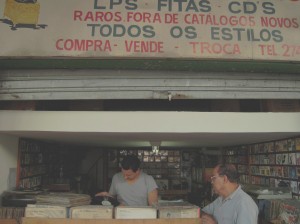 LPS - FITAS - CD'S
RAROS FORA DE CATALOGOS NOVOS
TODOS OS ESTILOS
COMPRA - VENDE - TROCA TEL